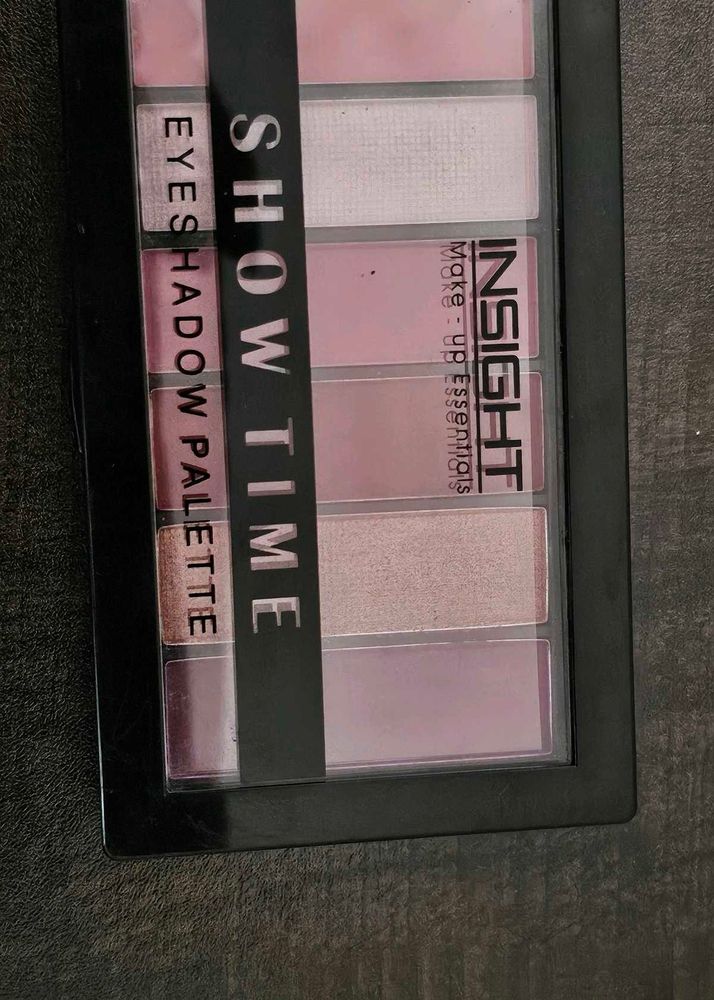 INSIGHT
Make - up Essentials
SHOW TIME
EYESHADOW PALETTE